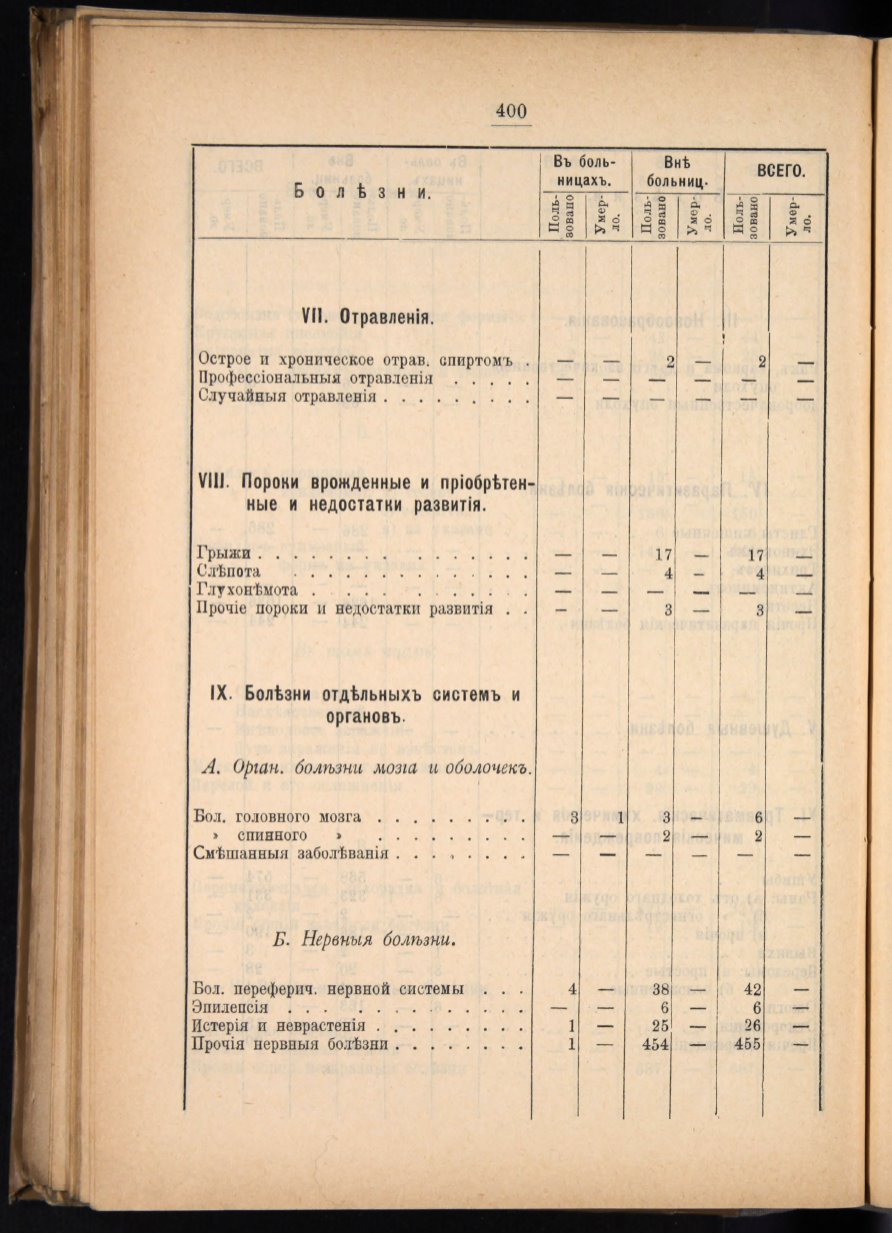 400
Болѣзни.
Въ боль-
ницахъ.
Внѣ
больниц.
ВСЕГО.
Поль-
зовано
Умер-
ло.
Поль-
зовано
Умер-
ло.
Поль-
зовано
Умер-
ло.
VII. Отравленія.
Острое и хроническое отрав. спиртомъ . — — 2 — 2 —
Профессіональныя отравленія . . . . . — — — — — —
Случайныя отравленія . . . . . . . . . — — — — — —
VIII. Пороки врожденные и пріобрѣтен-
ные и недостатки развитія.
Грыжи . . . . . . . . . . . . . . . — — 17 — 17 —
Слѣпота . . . . . . . . . . . . . — — 4 — 4 —
Глухонѣмота . . . . . . . . . . . . — — — — — —
Прочіе пороки и недостатки развитія . . — — 3 — 3 —
IX. Болѣзни отдѣльныхъ системъ и
органовъ.
А. Орган. болѣзни мозга и оболочекъ.
Бол. головного мозга . . . . . . . . . 3 1 3 — 6 —
» спинного » . . . . . . . . . — — 2 — 2 —
Смѣшанныя заболѣванія . . . . . . . . — — — — — —
Б. Нервныя болѣзни.
Бол. переферич. нервной системы . . . 4 — 38 — 42 —
Эпилепсія . . . . . . . . . . . . . . — — 6 — 6 —
Истерія и неврастенія . . . . . . . . . 1 — 25 — 26 —
Прочія нервныя болѣзни . . . . . . . . 1 — 454 — 455 —